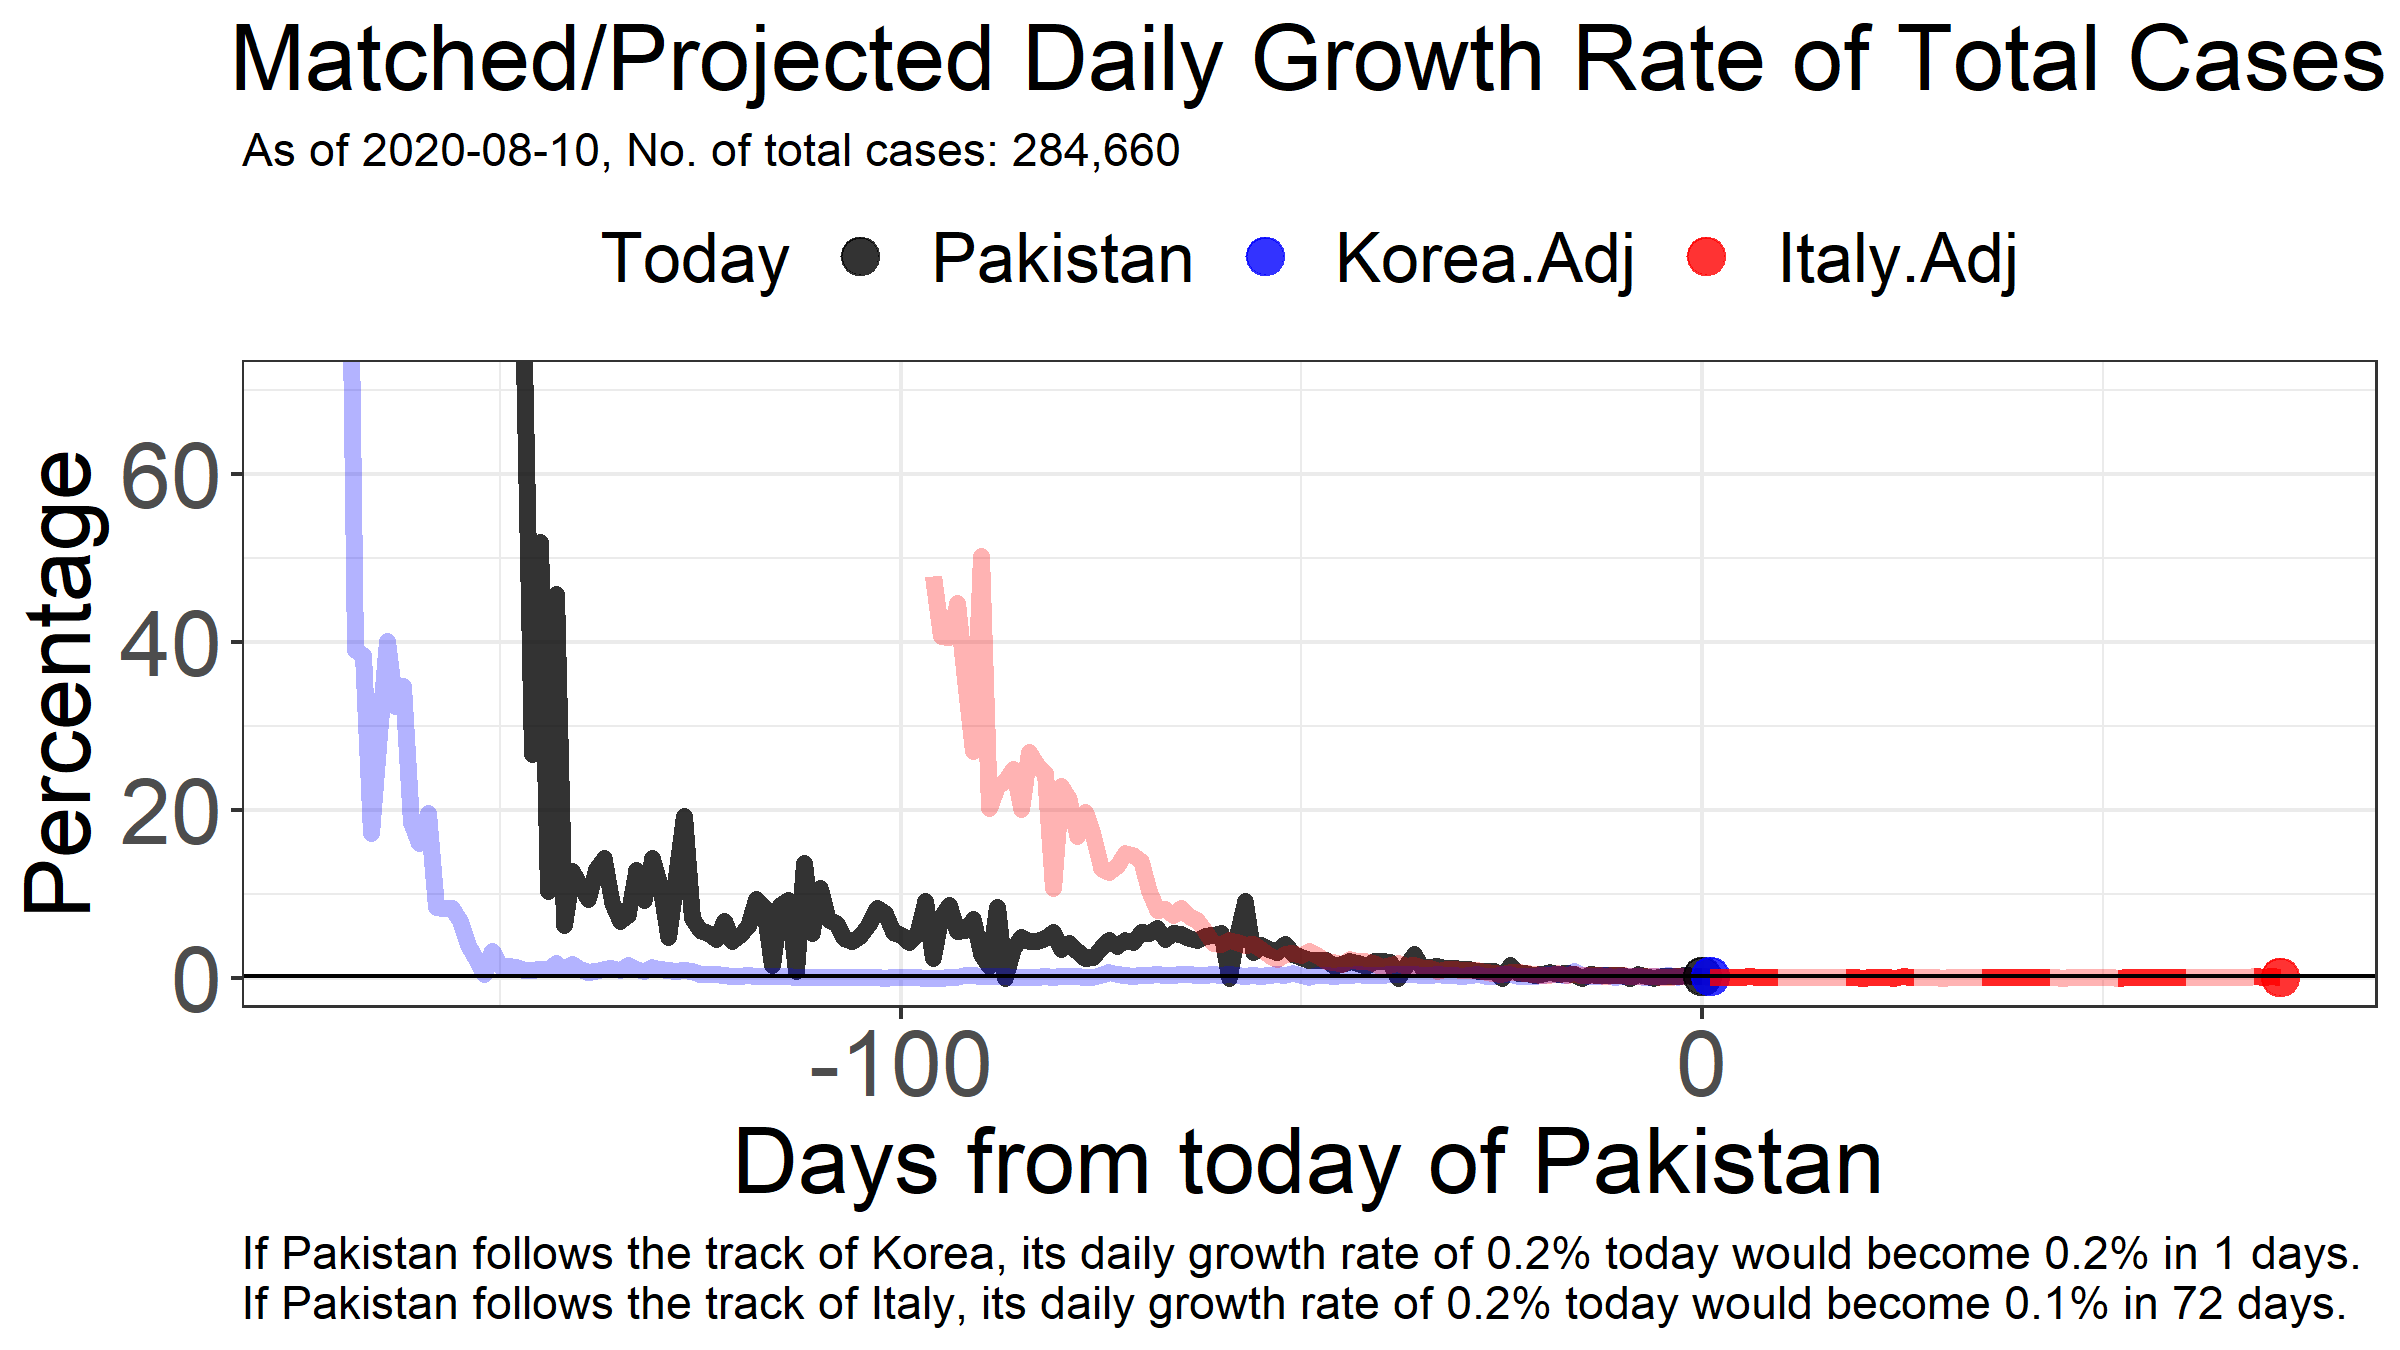 Matched/Projected Daily Growth Rate of Total Cases
As of 2020-08-10, No. of total cases: 284,660
Today Pakistan Korea.Adj Italy.Adj
Percentage
60
40
20
0
-100 0
Days from today of Pakistan
If Pakistan follows the track of Korea, its daily growth rate of 0.2% today would become 0.2% in 1 days.
If Pakistan follows the track of Italy, its daily growth rate of 0.2% today would become 0.1% in 72 days.